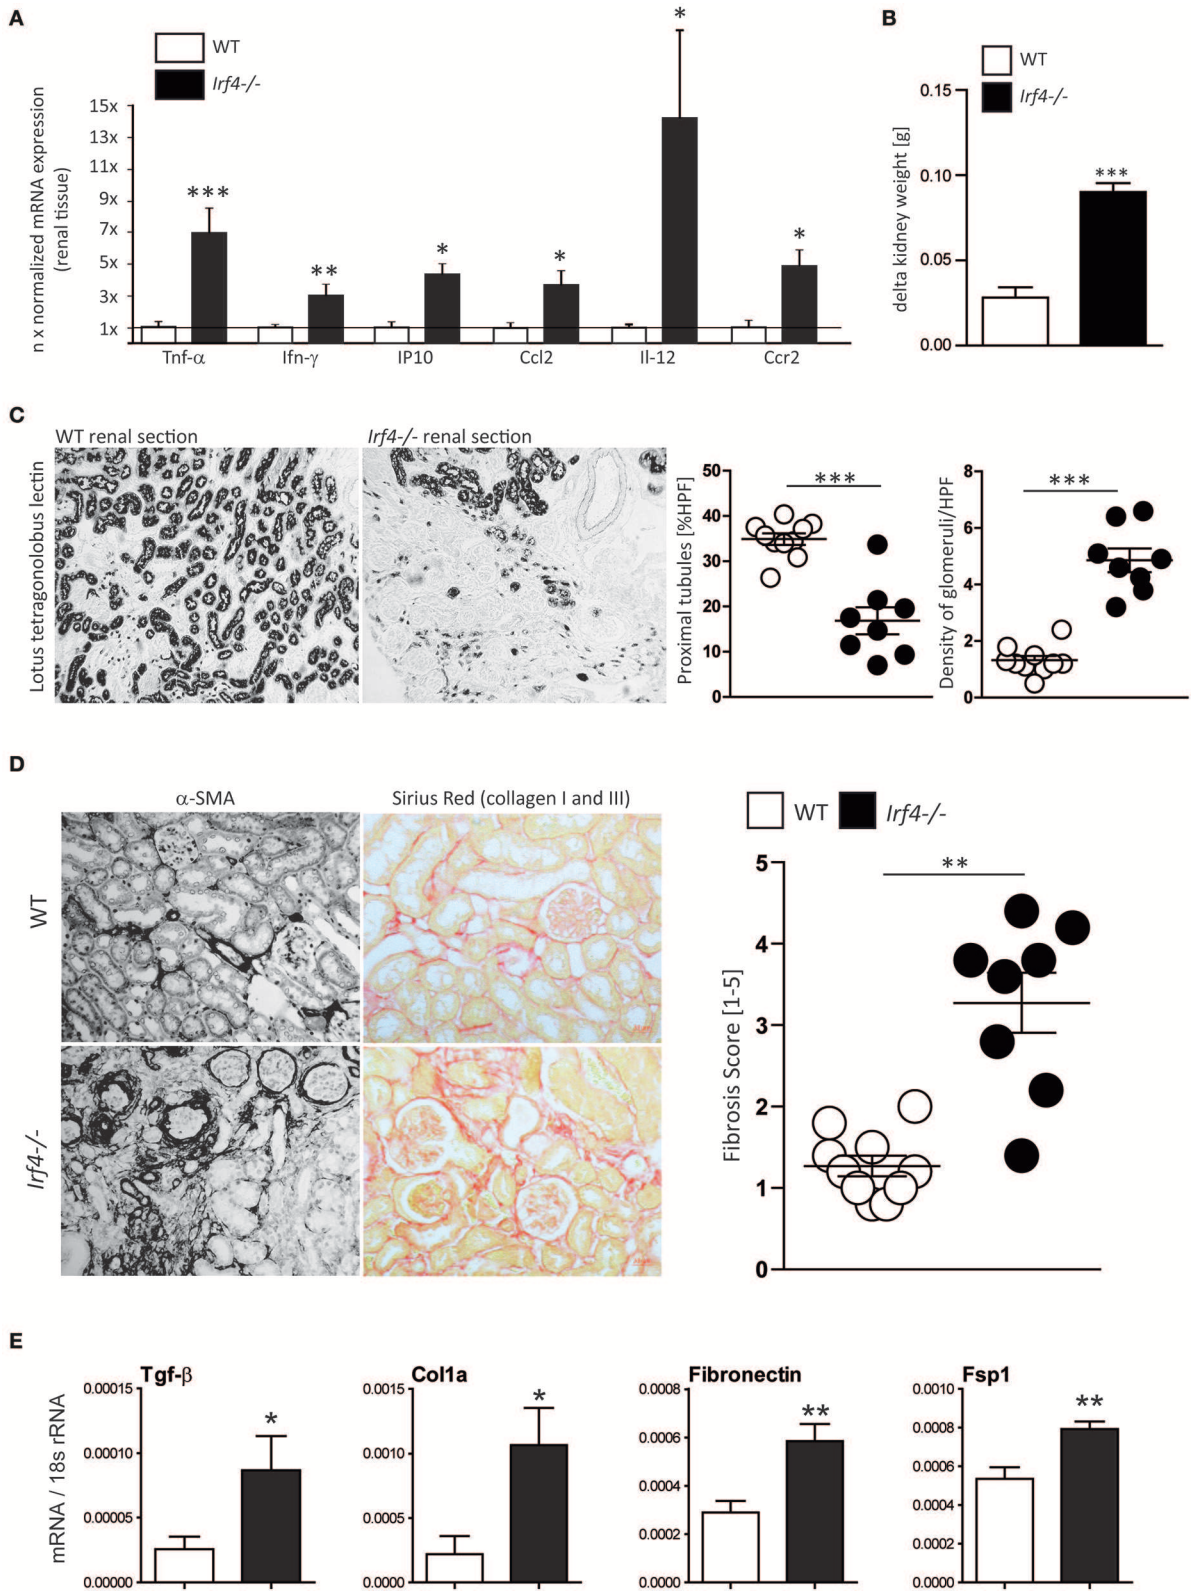 A
WT
Irf4-/-
n x normalized mRNA expression
(renal tissue)
15x
13x
11x
9x
7x
5x
3x
1x
***
**
*
*
*
*
Tnf-α Ifn-γ IP10 Ccl2 Il-12 Ccr2
B
WT
Irf4-/-
delta kidney weight [g]
0.15
0.10
0.05
0.00
***
C
WT renal section
Irf4-/- renal section
Lotus tetragonolobus lectin
Proximal tubules [%HPF]
50
40
30
20
10
0
***
Density of glomeruli/HPF
8
6
4
2
0
***
D
α-SMA
Sirius Red (collagen I and III)
WT
Irf4-/-
WT Irf4-/-
Fibrosis Score [1-5]
5
4
3
2
1
0
**
E
mRNA / 18s rRNA
Tgf-β
0.00015
0.00010
0.00005
0.00000
*
Col1a
0.0015
0.0010
0.0005
0.0000
*
Fibronectin
0.0008
0.0006
0.0004
0.0002
0.0000
**
Fsp1
0.0010
0.0008
0.0006
0.0004
0.0002
0.0000
**